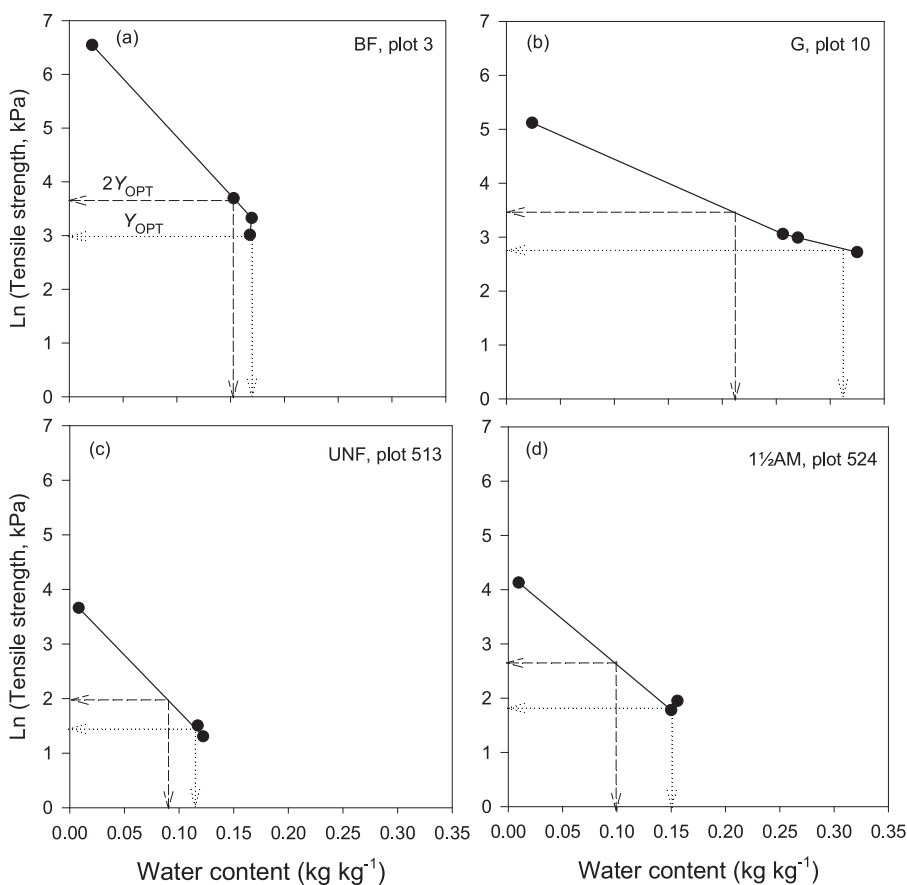 (a)
BF, plot 3
7
6
5
4
3
2
1
0
2Y_OPT
Y_OPT
Ln (Tensile strength, kPa)
0.00 0.05 0.10 0.15 0.20 0.25 0.30 0.35
(b)
G, plot 10
7
6
5
4
3
2
1
0
0.00 0.05 0.10 0.15 0.20 0.25 0.30 0.35
(c)
UNF, plot 513
7
6
5
4
3
2
1
0
Ln (Tensile strength, kPa)
0.00 0.05 0.10 0.15 0.20 0.25 0.30 0.35
Water content (kg kg⁻¹)
(d)
1½AM, plot 524
7
6
5
4
3
2
1
0
0.00 0.05 0.10 0.15 0.20 0.25 0.30 0.35
Water content (kg kg⁻¹)